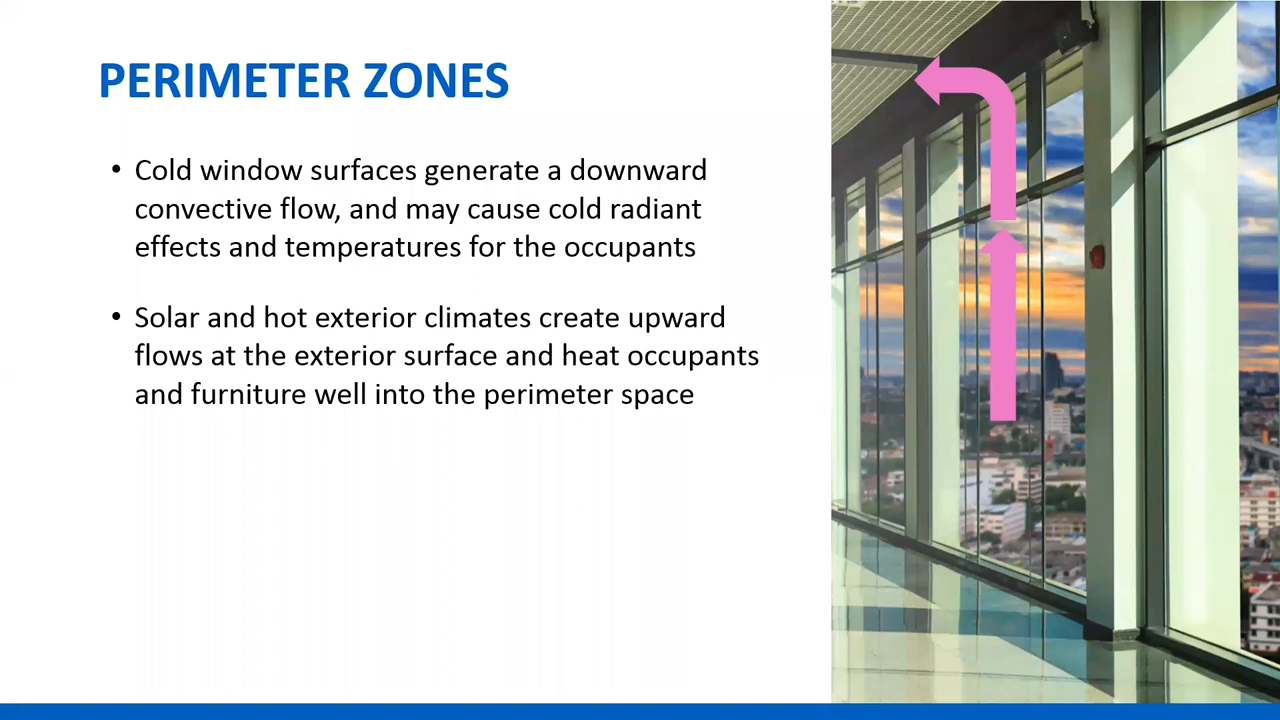 PERIMETER ZONES
• Cold window surfaces generate a downward
convective flow, and may cause cold radiant
effects and temperatures for the occupants
• Solar and hot exterior climates create upward
flows at the exterior surface and heat occupants
and furniture well into the perimeter space